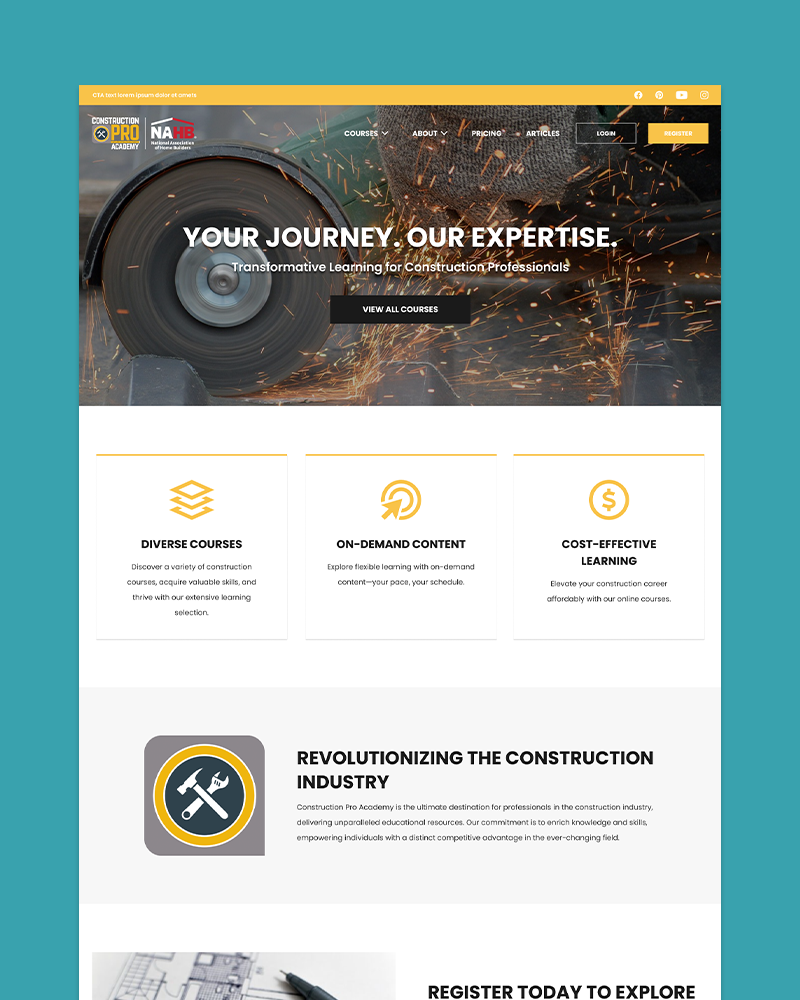 CTA text lorem ipsum dolor et amets
CONSTRUCTION
PRO
ACADEMY
NAHB
National Association
of Home Builders
COURSES ABOUT PRICING ARTICLES LOGIN REGISTER
YOUR JOURNEY. OUR EXPERTISE.
Transformative Learning for Construction Professionals
VIEW ALL COURSES
DIVERSE COURSES
Discover a variety of construction
courses, acquire valuable skills, and
thrive with our extensive learning
selection.
ON-DEMAND CONTENT
Explore flexible learning with on-demand
content—your pace, your schedule.
COST-EFFECTIVE
LEARNING
Elevate your construction career
affordably with our online courses.
REVOLUTIONIZING THE CONSTRUCTION
INDUSTRY
Construction Pro Academy is the ultimate destination for professionals in the construction industry,
delivering unparalleled educational resources. Our commitment is to enrich knowledge and skills,
empowering individuals with a distinct competitive advantage in the ever-changing field.
REGISTER TODAY TO EXPLORE